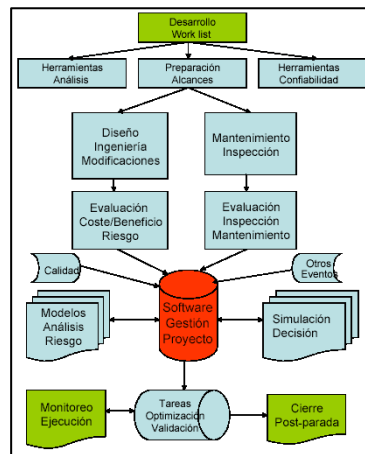 Desarrollo
Work list
Herramientas
Análisis
Preparación
Alcances
Herramientas
Confiabilidad
Diseño
Ingeniería
Modificaciones
Mantenimiento
Inspección
Evaluación
Coste/Beneficio
Riesgo
Evaluación
Inspección
Mantenimiento
Calidad
Otros
Eventos
Software
Gestión
Proyecto
Modelos
Análisis
Riesgo
Simulación
Decisión
Monitoreo
Ejecución
Tareas
Optimización
Validación
Cierre
Post-parada